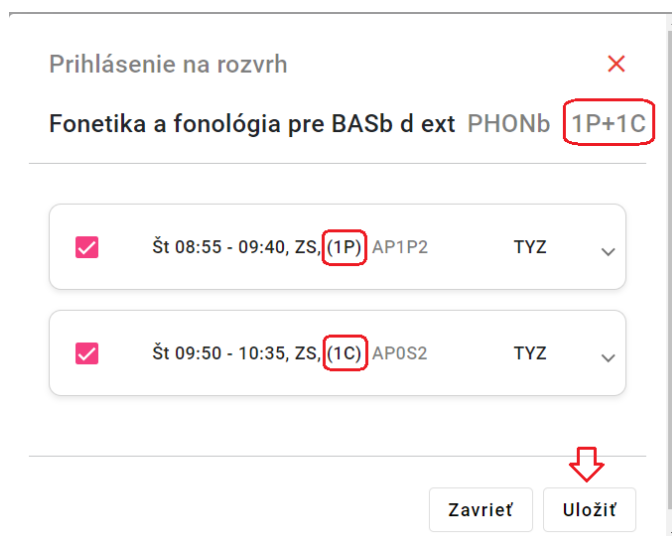 Prihlásenie na rozvrh
Fonetika a fonológia pre BASb d ext PHONb 1P+1C
Št 08:55 - 09:40, ZS, (1P) AP1P2 TYZ
Št 09:50 - 10:35, ZS, (1C) AP0S2 TYZ
Zavrieť Uložiť